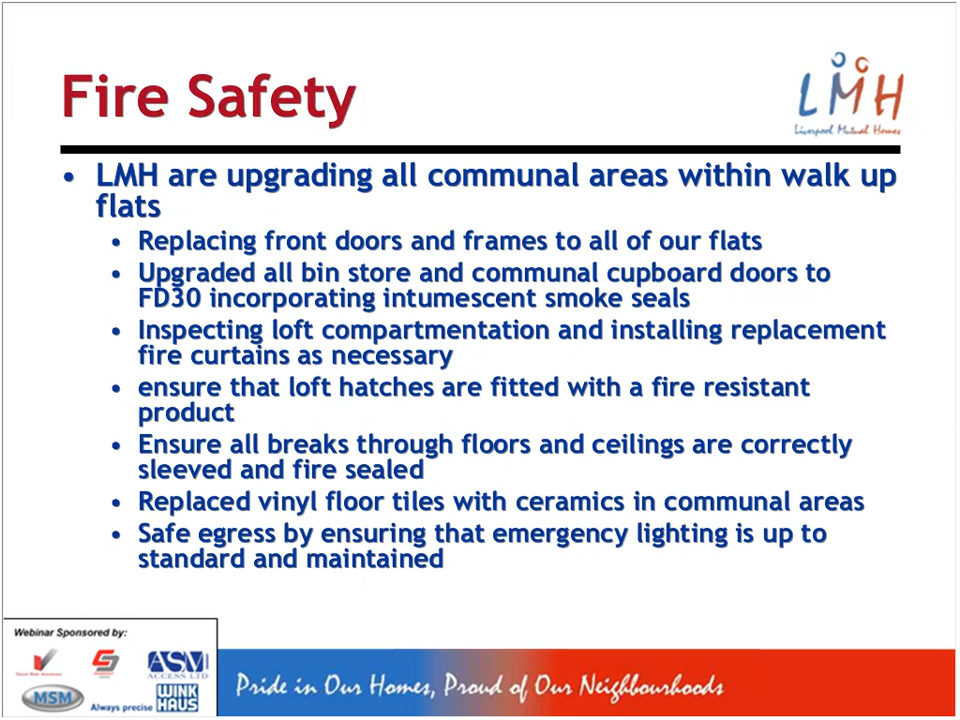 Fire Safety
LMH
Liverpool Mutual Homes
• LMH are upgrading all communal areas within walk up
flats
• Replacing front doors and frames to all of our flats
• Upgraded all bin store and communal cupboard doors to
FD30 incorporating intumescent smoke seals
• Inspecting loft compartmentation and installing replacement
fire curtains as necessary
• ensure that loft hatches are fitted with a fire resistant
product
• Ensure all breaks through floors and ceilings are correctly
sleeved and fire sealed
• Replaced vinyl floor tiles with ceramics in communal areas
• Safe egress by ensuring that emergency lighting is up to
standard and maintained
Webinar Sponsored by:
ASM
ACCESS LTD
MSM
Always precise
WINK
HAUS
Pride in Our Homes, Proud of Our Neighbourhoods